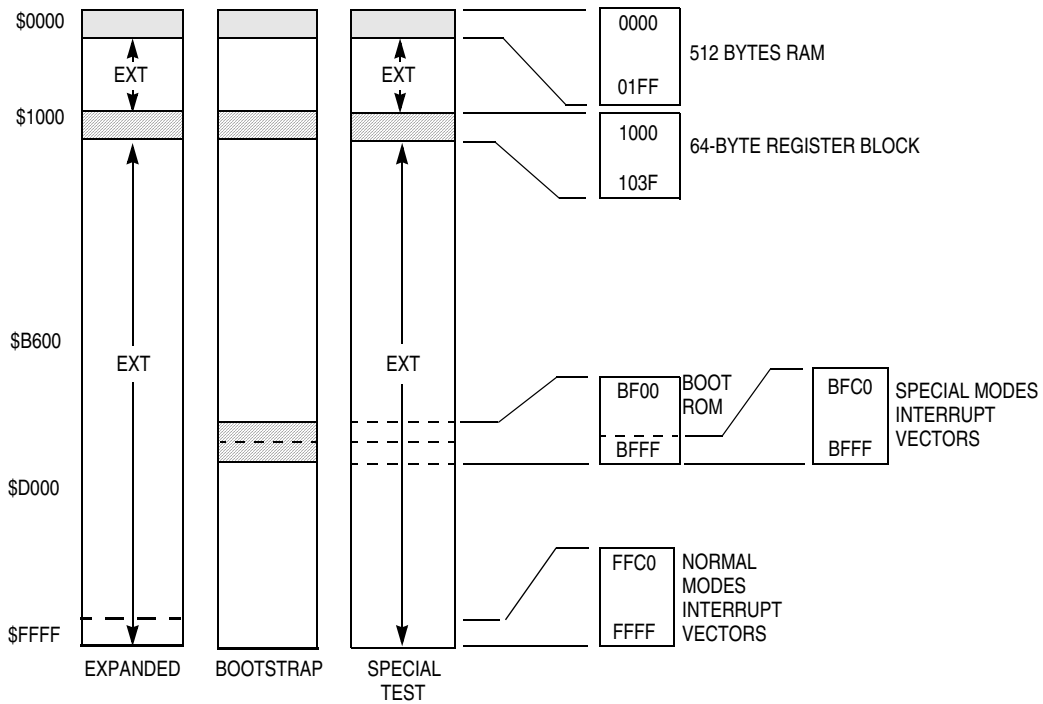 $0000
EXT
$1000
EXT
$B600
$D000
$FFFF
EXPANDED
BOOTSTRAP
EXT
EXT
SPECIAL
TEST
0000
01FF
512 BYTES RAM
1000
103F
64-BYTE REGISTER BLOCK
BF00
BFFF
BOOT
ROM
BFC0
BFFF
SPECIAL MODES
INTERRUPT
VECTORS
FFC0
FFFF
NORMAL
MODES
INTERRUPT
VECTORS